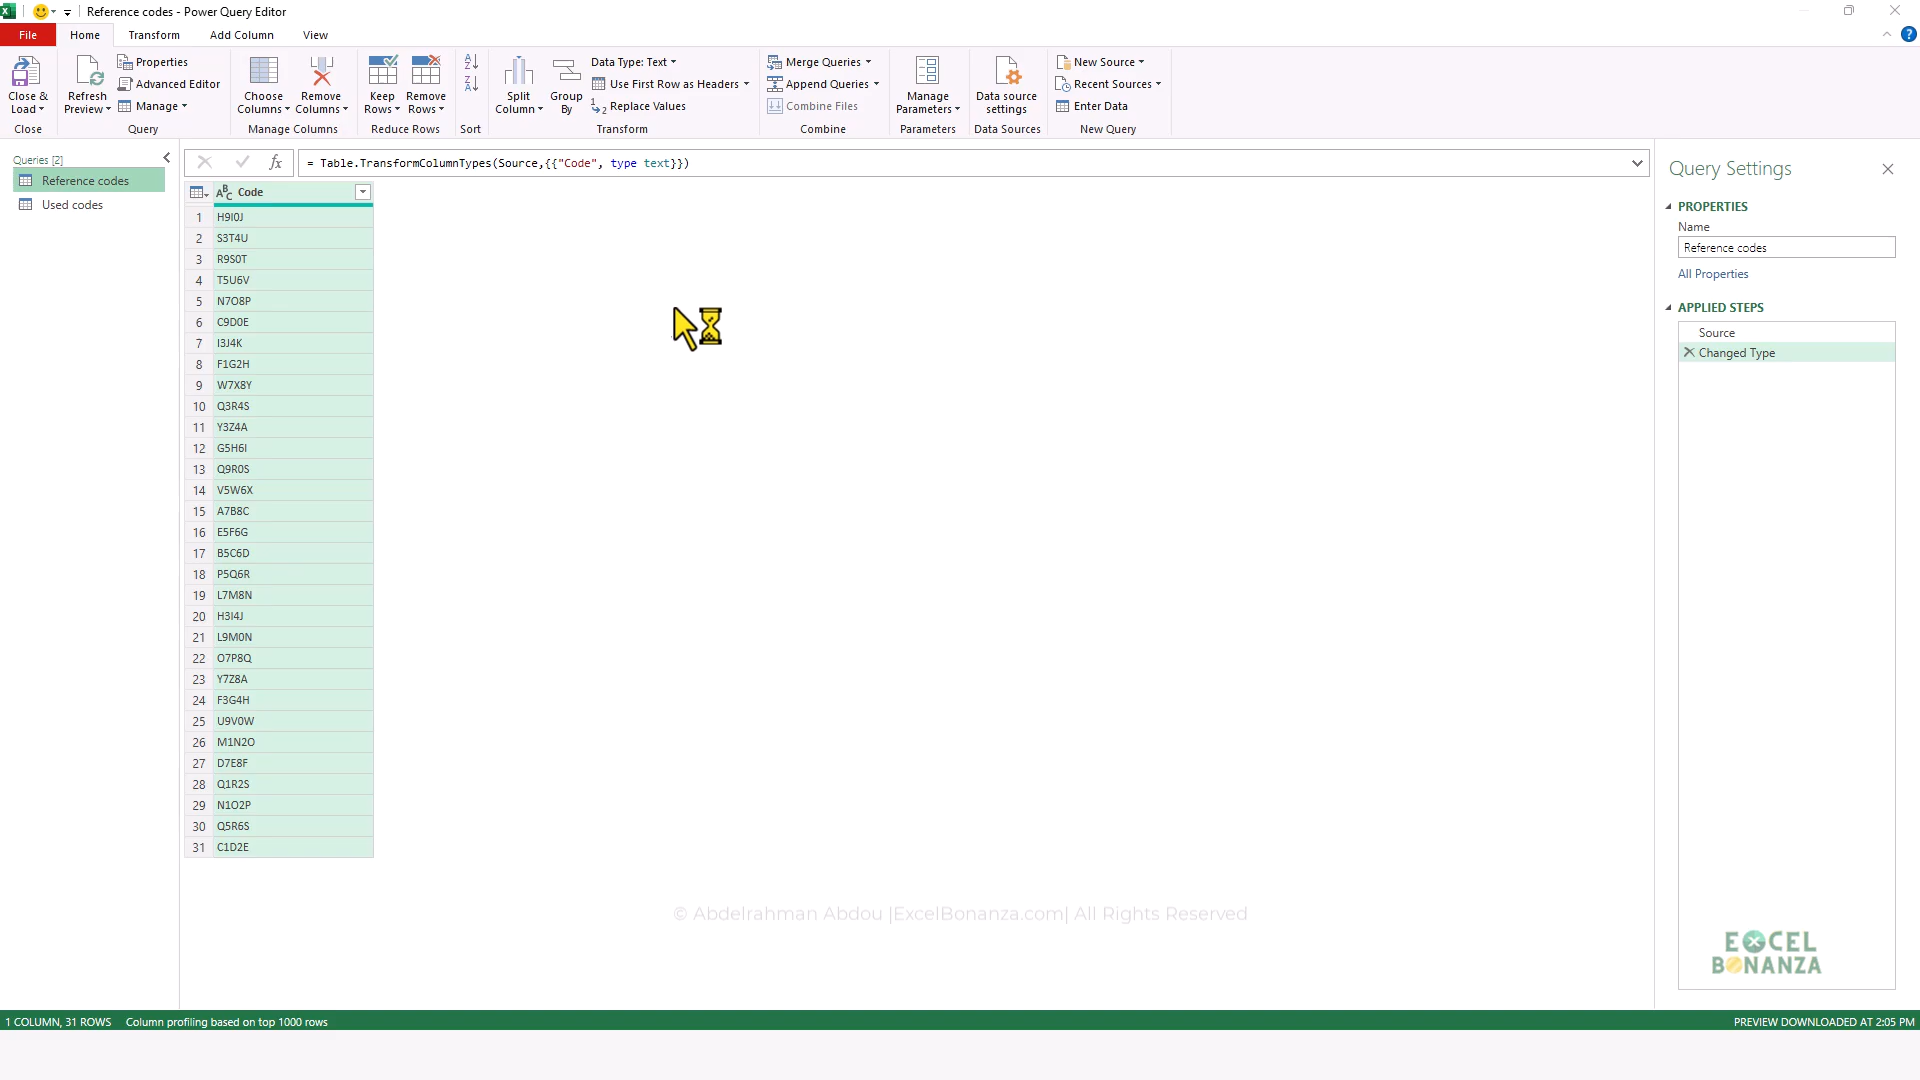 Reference codes - Power Query Editor
File Home Transform Add Column View
Close & Load
Close
Refresh Preview
Properties
Advanced Editor
Manage
Query
Choose Columns
Remove Columns
Manage Columns
Keep Rows
Remove Rows
Reduce Rows
Sort
Split Column
Group By
Data Type: Text
Use First Row as Headers
Replace Values
Transform
Merge Queries
Append Queries
Combine Files
Combine
Manage Parameters
Parameters
Data source settings
Data Sources
New Source
Recent Sources
Enter Data
New Query
Queries [2]
Reference codes
Used codes
fx = Table.TransformColumnTypes(Source,{{"Code", type text}})
ABC Code
1 H9I0J
2 S3T4U
3 R9S0T
4 T5U6V
5 N7O8P
6 C9D0E
7 I3J4K
8 F1G2H
9 W7X8Y
10 Q3R4S
11 Y3Z4A
12 G5H6I
13 Q9R0S
14 V5W6X
15 A7B8C
16 E5F6G
17 B5C6D
18 P5Q6R
19 L7M8N
20 H3I4J
21 L9M0N
22 O7P8Q
23 Y7Z8A
24 F3G4H
25 U9V0W
26 M1N2O
27 D7E8F
28 Q1R2S
29 N1O2P
30 Q5R6S
31 C1D2E
Query Settings
PROPERTIES
Name
Reference codes
All Properties
APPLIED STEPS
Source
Changed Type
© Abdelrahman Abdou |ExcelBonanza.com| All Rights Reserved
EXCEL
BONANZA
1 COLUMN, 31 ROWS Column profiling based on top 1000 rows
PREVIEW DOWNLOADED AT 2:05 PM